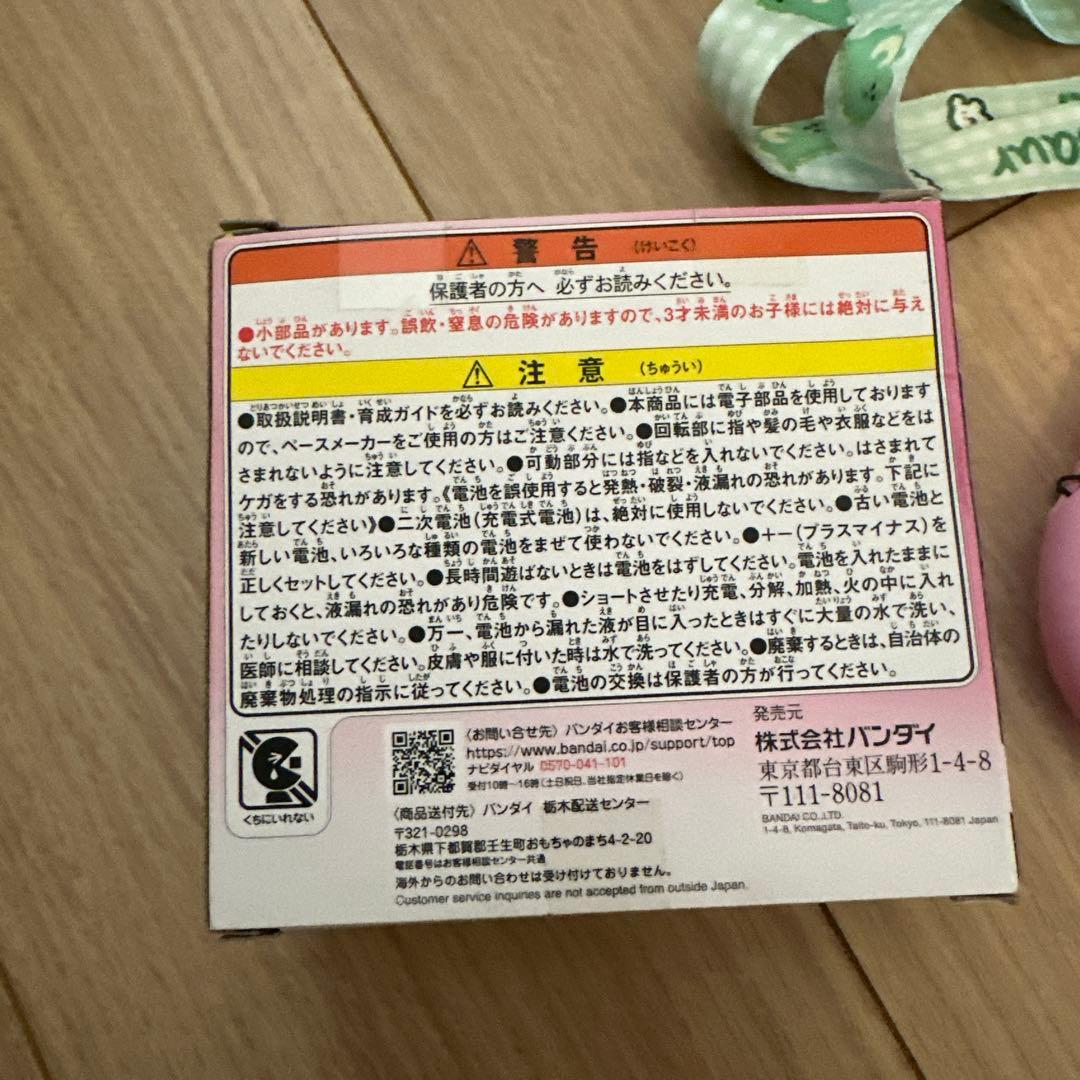 警告 (けいこく)
保護者の方へ 必ずお読みください。
●小部品があります。誤飲・窒息の危険がありますので、3才未満のお子様には絶対に与え
ないでください。
注意 (ちゅうい)
●取扱説明書・育成ガイドを必ずお読みください。●本商品には電子部品を使用しております
ので、ペースメーカーをご使用の方はご注意ください。●回転部に指や髪の毛や衣服などをは
さまれないように注意してください。●可動部分には指などを入れないでください。はさまれて
ケガをする恐れがあります。《電池を誤使用すると発熱・破裂・液漏れの恐れがあります。下記に
注意してください》●二次電池(充電式電池)は、絶対に使用しないでください。●古い電池と
新しい電池、いろいろな種類の電池をまぜて使わないでください。●+−(プラスマイナス)を
正しくセットしてください。●長時間遊ばないときは電池をはずしてください。電池を入れたままに
しておくと、液漏れの恐れがあり危険です。●ショートさせたり充電、分解、加熱、火の中に入れ
たりしないでください。●万一、電池から漏れた液が目に入ったときはすぐに大量の水で洗い、
医師に相談してください。皮膚や服に付いた時は水で洗ってください。●廃棄するときは、自治体の
廃棄物処理の指示に従ってください。●電池の交換は保護者の方が行ってください。
くちにいれない
〈お問い合せ先〉バンダイお客様相談センター
https://www.bandai.co.jp/support/top
ナビダイヤル 0570-041-101
受付10時〜16時(土日祝日、当社指定休業日を除く)
〈商品送付先〉バンダイ 栃木配送センター
〒321-0298
栃木県下都賀郡壬生町おもちゃのまち4-2-20
電話番号はお客様相談センター共通
海外からのお問い合わせは受け付けておりません。
Customer service inquiries are not accepted from outside Japan.
発売元
株式会社バンダイ
東京都台東区駒形1-4-8
〒111-8081
BANDAI CO.,LTD.
1-4-8, Komagata, Taito-ku, Tokyo, 111-8081 Japan